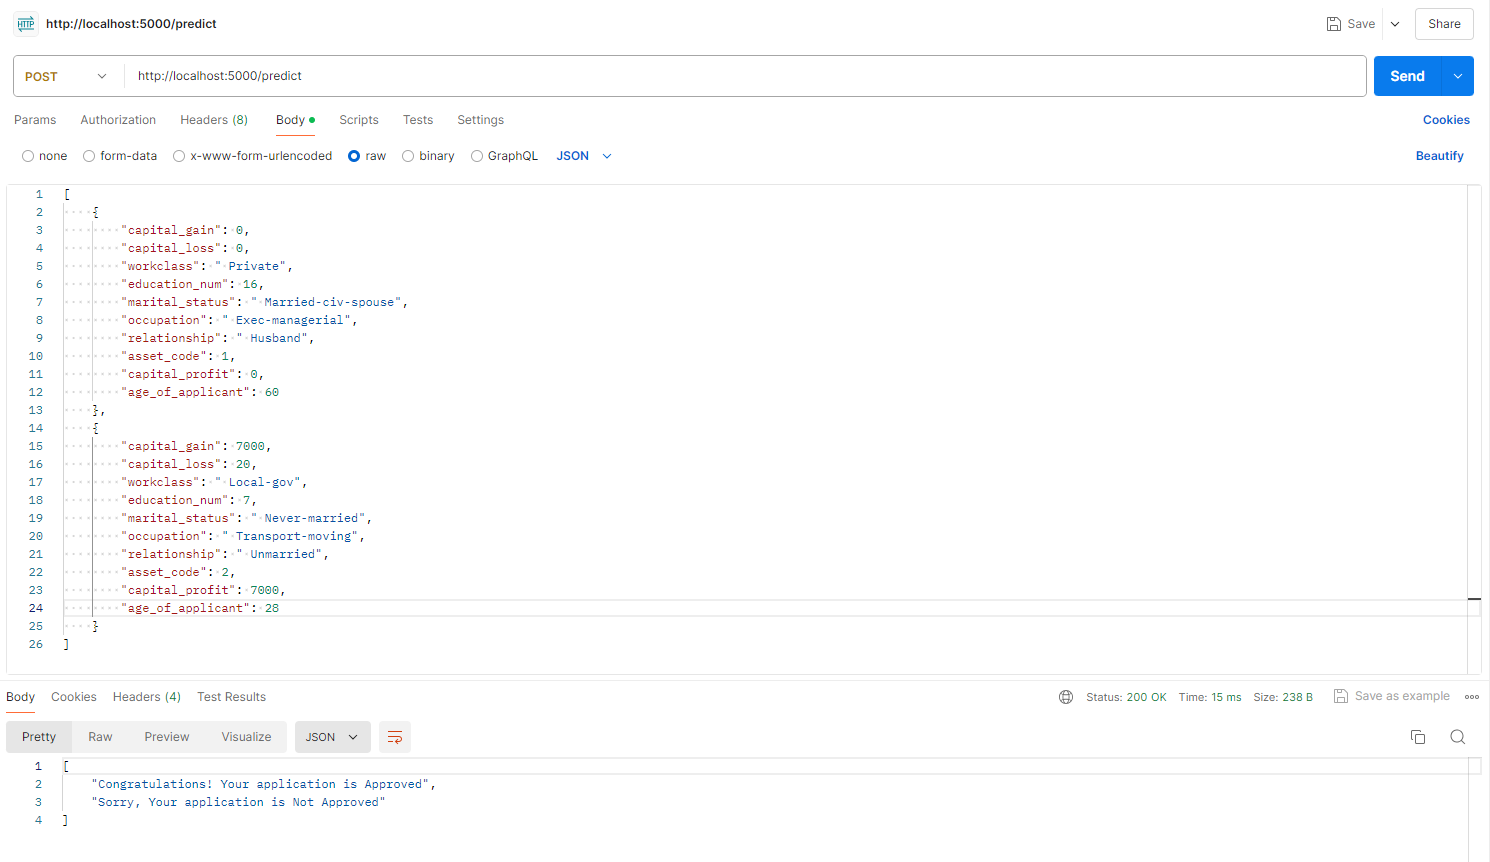 HTTP http://localhost:5000/predict Save Share
POST http://localhost:5000/predict Send
Params Authorization Headers (8) Body Scripts Tests Settings Cookies
none form-data x-www-form-urlencoded raw binary GraphQL JSON Beautify
1 [
2 {
3 "capital_gain": 0,
4 "capital_loss": 0,
5 "workclass": " Private",
6 "education_num": 16,
7 "marital_status": " Married-civ-spouse",
8 "occupation": " Exec-managerial",
9 "relationship": " Husband",
10 "asset_code": 1,
11 "capital_profit": 0,
12 "age_of_applicant": 60
13 },
14 {
15 "capital_gain": 7000,
16 "capital_loss": 20,
17 "workclass": " Local-gov",
18 "education_num": 7,
19 "marital_status": " Never-married",
20 "occupation": " Transport-moving",
21 "relationship": " Unmarried",
22 "asset_code": 2,
23 "capital_profit": 7000,
24 "age_of_applicant": 28
25 }
26 ]
Body Cookies Headers (4) Test Results Status: 200 OK Time: 15 ms Size: 238 B Save as example
Pretty Raw Preview Visualize JSON
1 [
2 "Congratulations! Your application is Approved",
3 "Sorry, Your application is Not Approved"
4 ]